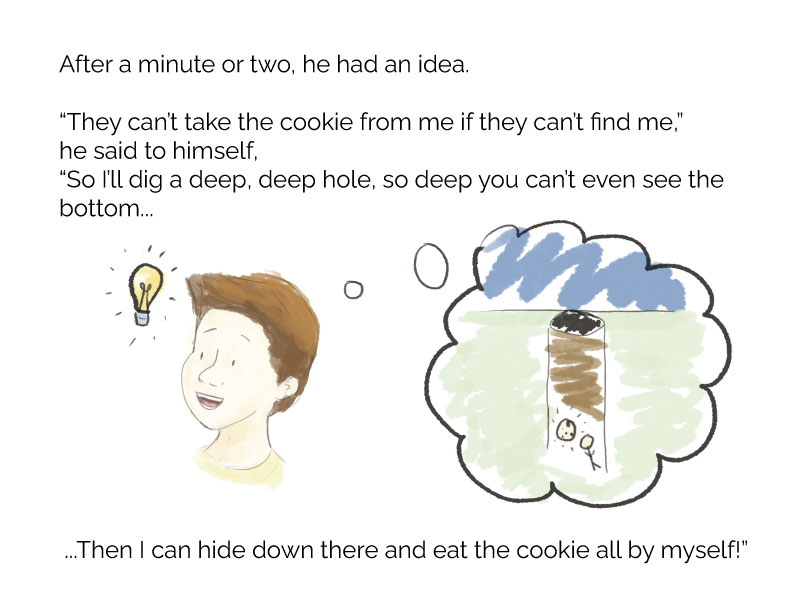 After a minute or two, he had an idea.
“They can’t take the cookie from me if they can’t find me,”
he said to himself,
“So I’ll dig a deep, deep hole, so deep you can’t even see the
bottom...
...Then I can hide down there and eat the cookie all by myself!”